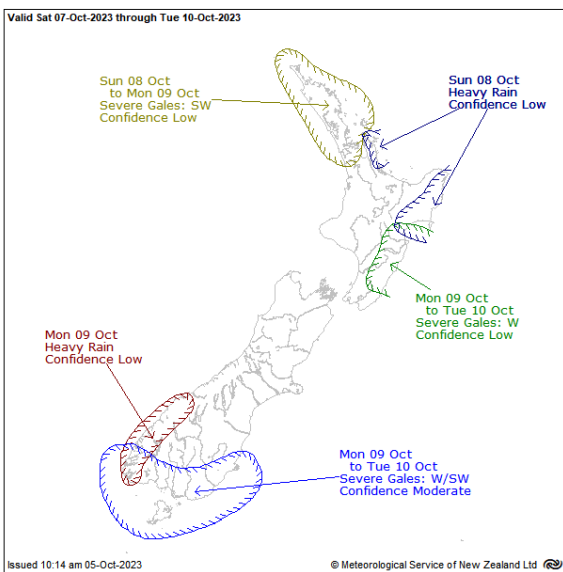 Valid Sat 07-Oct-2023 through Tue 10-Oct-2023
Sun 08 Oct
to Mon 09 Oct
Severe Gales: SW
Confidence Low
Sun 08 Oct
Heavy Rain
Confidence Low
Mon 09 Oct
to Tue 10 Oct
Severe Gales: W
Confidence Low
Mon 09 Oct
Heavy Rain
Confidence Low
Mon 09 Oct
to Tue 10 Oct
Severe Gales: W/SW
Confidence Moderate
Issued 10:14 am 05-Oct-2023
© Meteorological Service of New Zealand Ltd